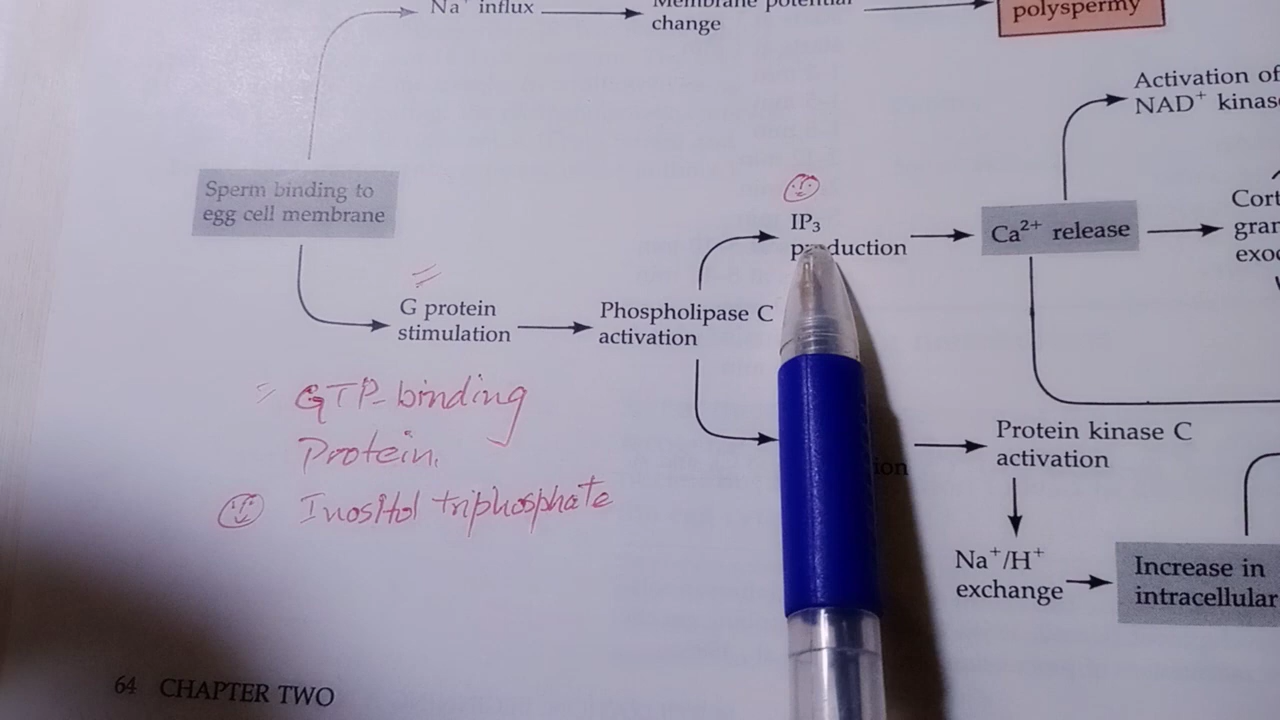 Na⁺ influx
Membrane potential
change
polyspermy
Activation of
NAD⁺ kinas
Sperm binding to
egg cell membrane
IP₃
production
Ca²⁺ release
Cort
gran
exoc
G protein
stimulation
Phospholipase C
activation
ion
Protein kinase C
activation
= GTP-binding
Protein.
Inositol triphosphate
Na⁺/H⁺
exchange
Increase in
intracellular
64 CHAPTER TWO